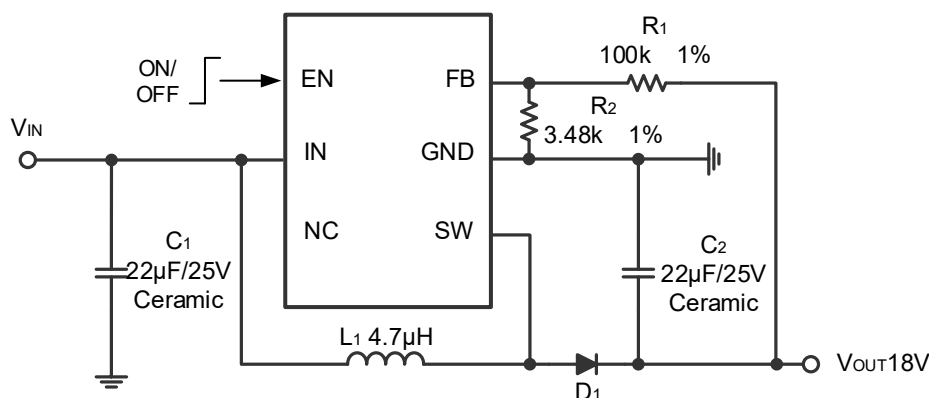 ON/
OFF
EN
FB
R1
100k 1%
R2
3.48k 1%
VIN
IN
GND
NC
SW
C1
22µF/25V
Ceramic
C2
22µF/25V
Ceramic
L1 4.7µH
D1
VOUT18V